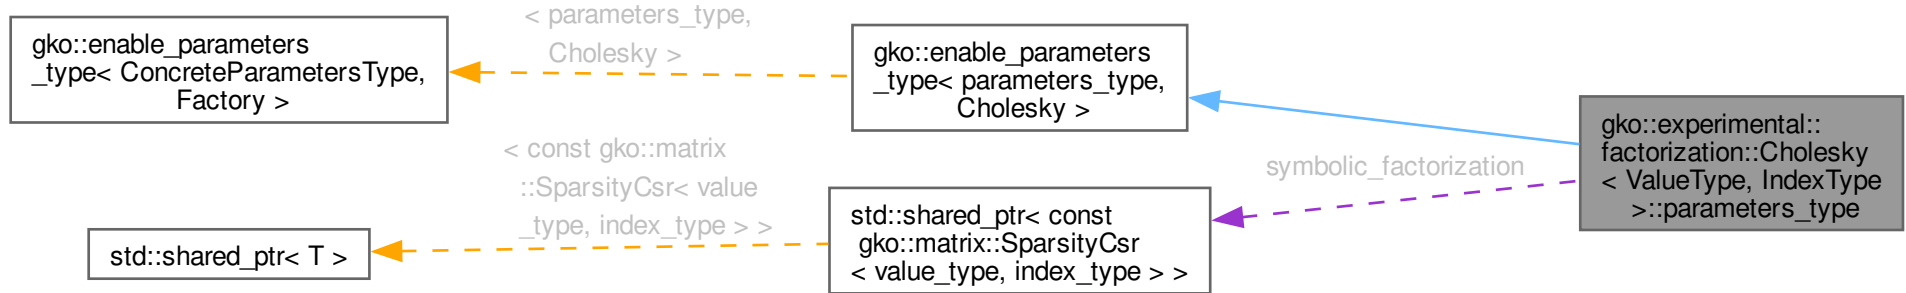 gko::enable_parameters
_type< ConcreteParametersType,
Factory >
< parameters_type,
Cholesky >
gko::enable_parameters
_type< parameters_type,
Cholesky >
gko::experimental::
factorization::Cholesky
< ValueType, IndexType
>::parameters_type
symbolic_factorization
< const gko::matrix
::SparsityCsr< value
_type, index_type > >
std::shared_ptr< T >
std::shared_ptr< const
gko::matrix::SparsityCsr
< value_type, index_type > >